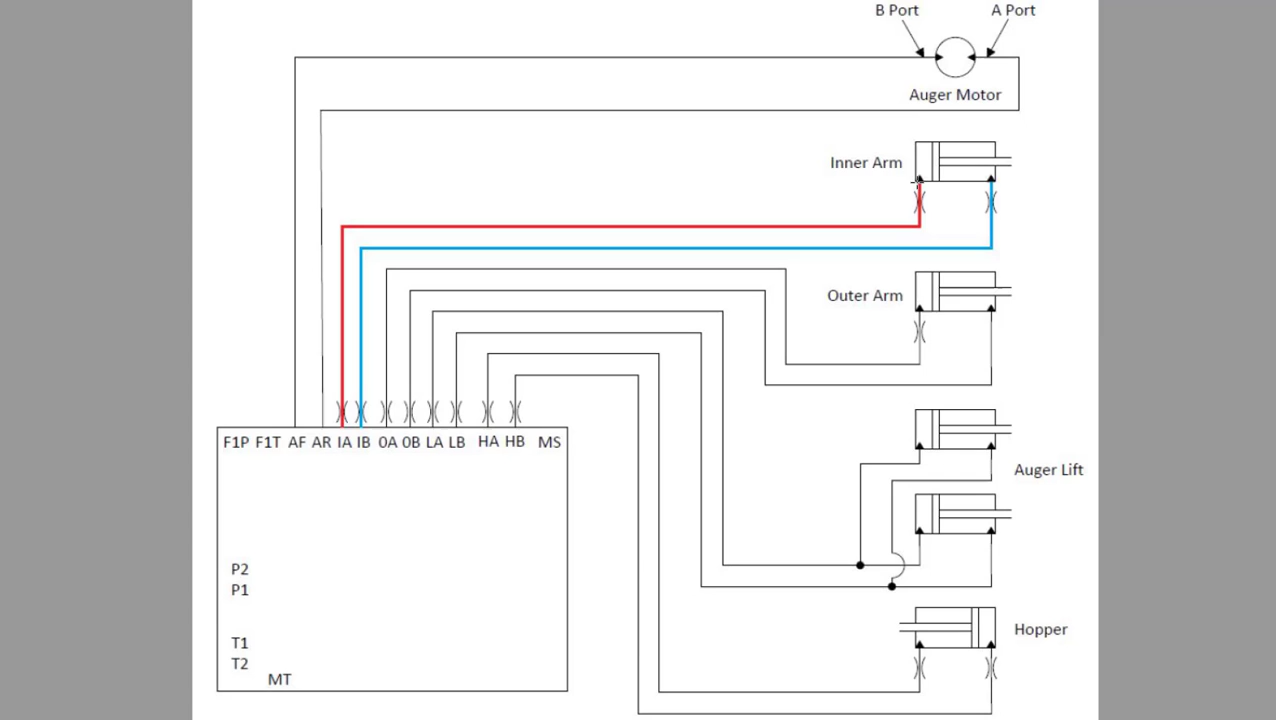 B Port
A Port
Auger Motor
Inner Arm
Outer Arm
Auger Lift
Hopper
F1P F1T AF AR IA IB 0A 0B LA LB HA HB MS
P2
P1
T1
T2
MT